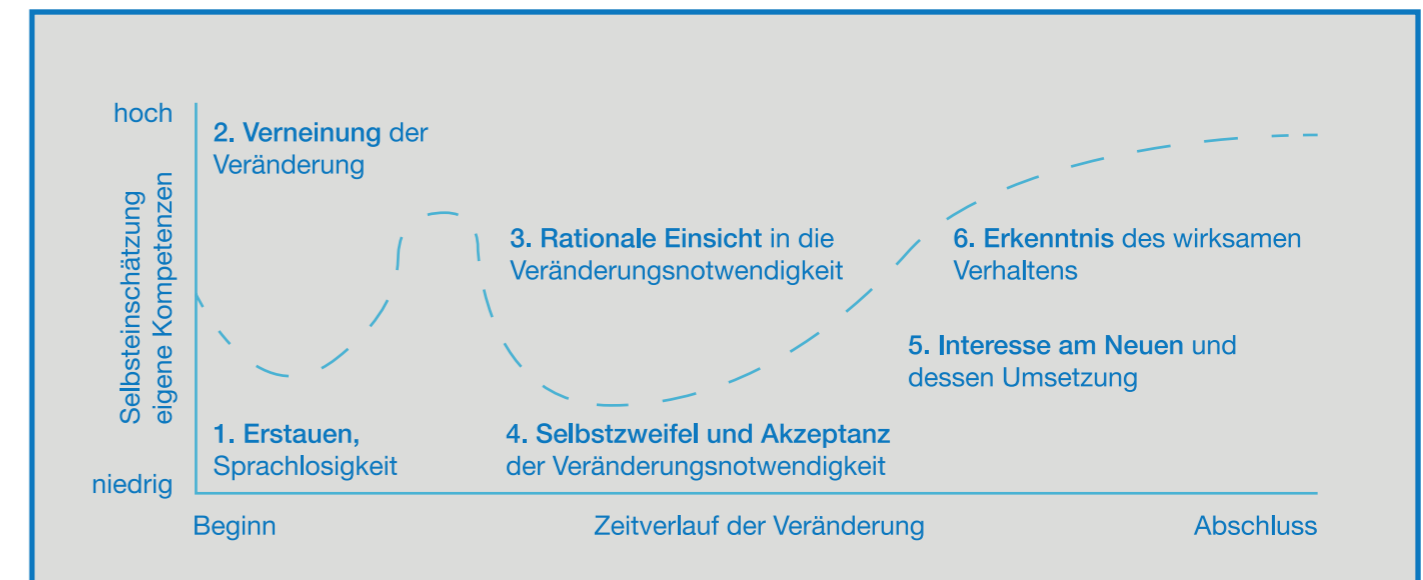 hoch
Selbsteinschätzung
eigene Kompetenzen
niedrig
2. Verneinung der
Veränderung
1. Erstauen,
Sprachlosigkeit
3. Rationale Einsicht in die
Veränderungsnotwendigkeit
4. Selbstzweifel und Akzeptanz
der Veränderungsnotwendigkeit
6. Erkenntnis des wirksamen
Verhaltens
5. Interesse am Neuen und
dessen Umsetzung
Beginn
Zeitverlauf der Veränderung
Abschluss